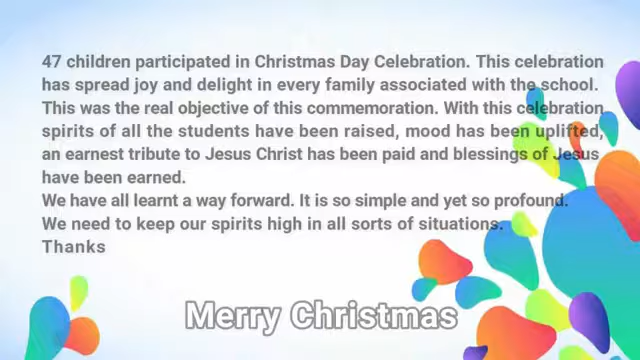 47 children participated in Christmas Day Celebration. This celebration
has spread joy and delight in every family associated with the school.
This was the real objective of this commemoration. With this celebration
spirits of all the students have been raised, mood has been uplifted,
an earnest tribute to Jesus Christ has been paid and blessings of Jesus
have been earned.
We have all learnt a way forward. It is so simple and yet so profound.
We need to keep our spirits high in all sorts of situations.
Thanks
Merry Christmas